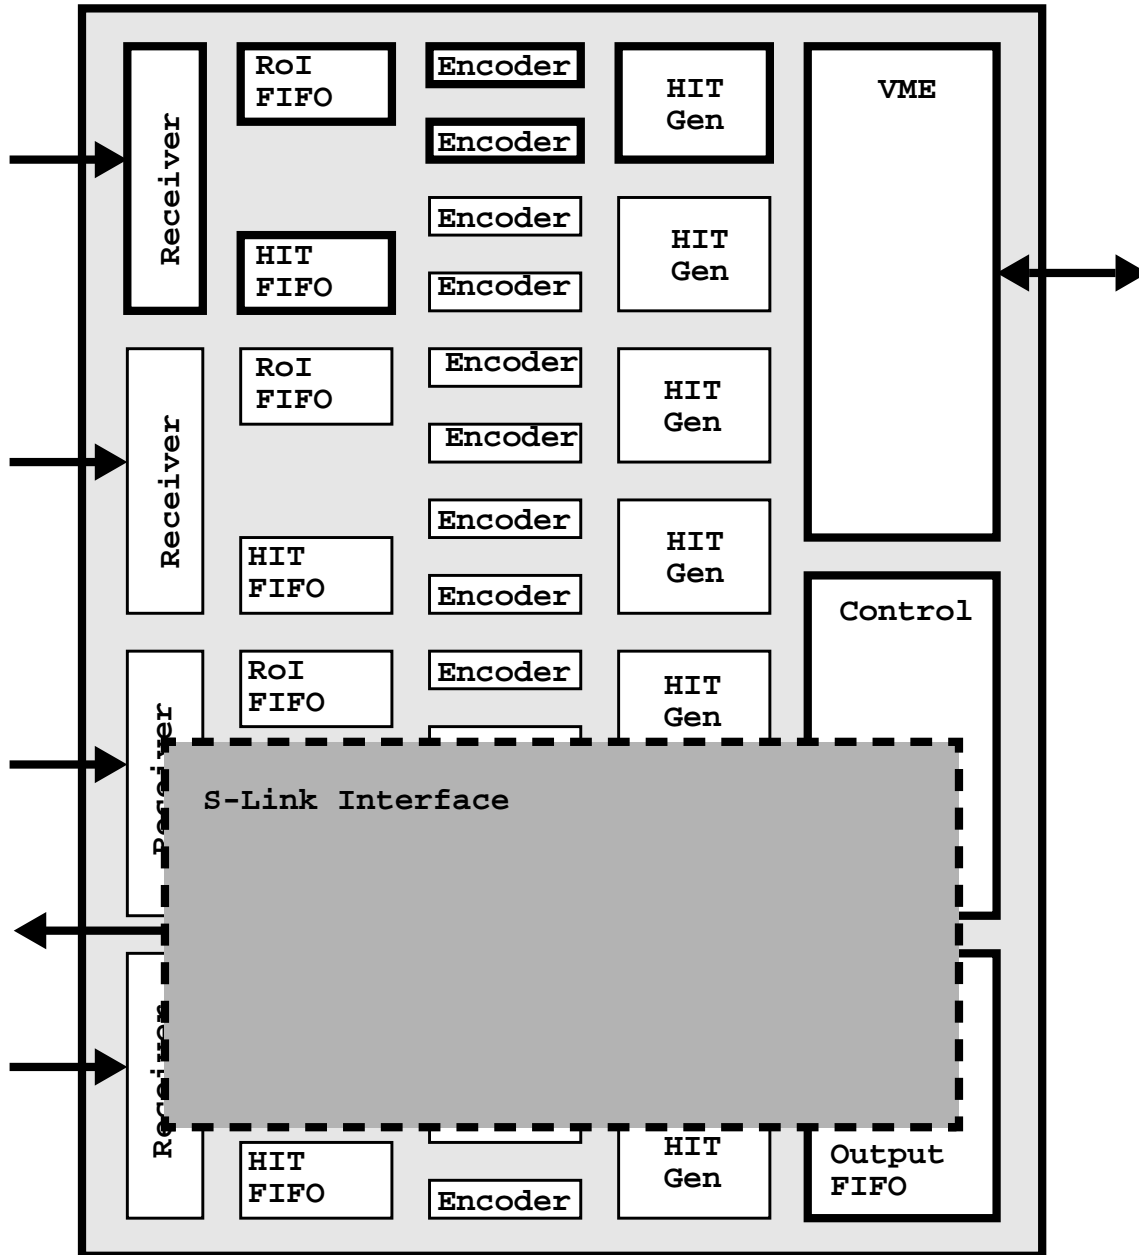 Receiver
RoI
FIFO
HIT
FIFO
Encoder
Encoder
Encoder
Encoder
HIT
Gen
HIT
Gen
VME
Receiver
RoI
FIFO
HIT
FIFO
Encoder
Encoder
Encoder
Encoder
HIT
Gen
HIT
Gen
Control
Receiver
RoI
FIFO
Encoder
HIT
Gen
S-Link Interface
Receiver
HIT
FIFO
Encoder
HIT
Gen
Output
FIFO